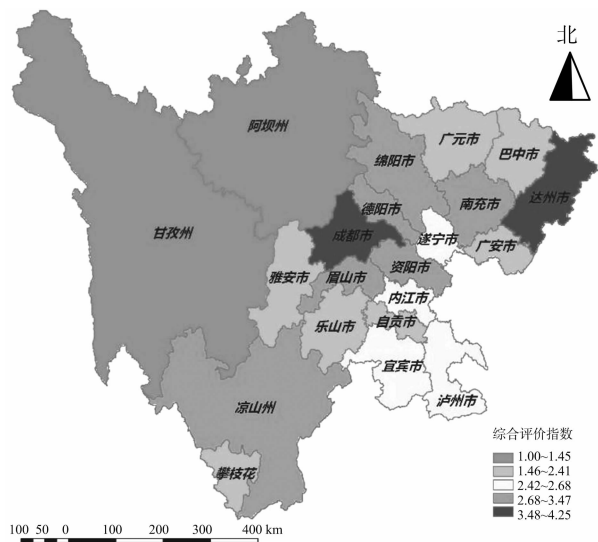 北
阿坝州
广元市
巴中市
绵阳市
达州市
南充市
德阳市
甘孜州
成都市
遂宁市
广安市
资阳市
雅安市
眉山市
内江市
乐山市
自贡市
宜宾市
泸州市
凉山州
攀枝花
综合评价指数
1.00~1.45
1.46~2.41
2.42~2.68
2.68~3.47
3.48~4.25
100 50 0 100 200 300 400 km